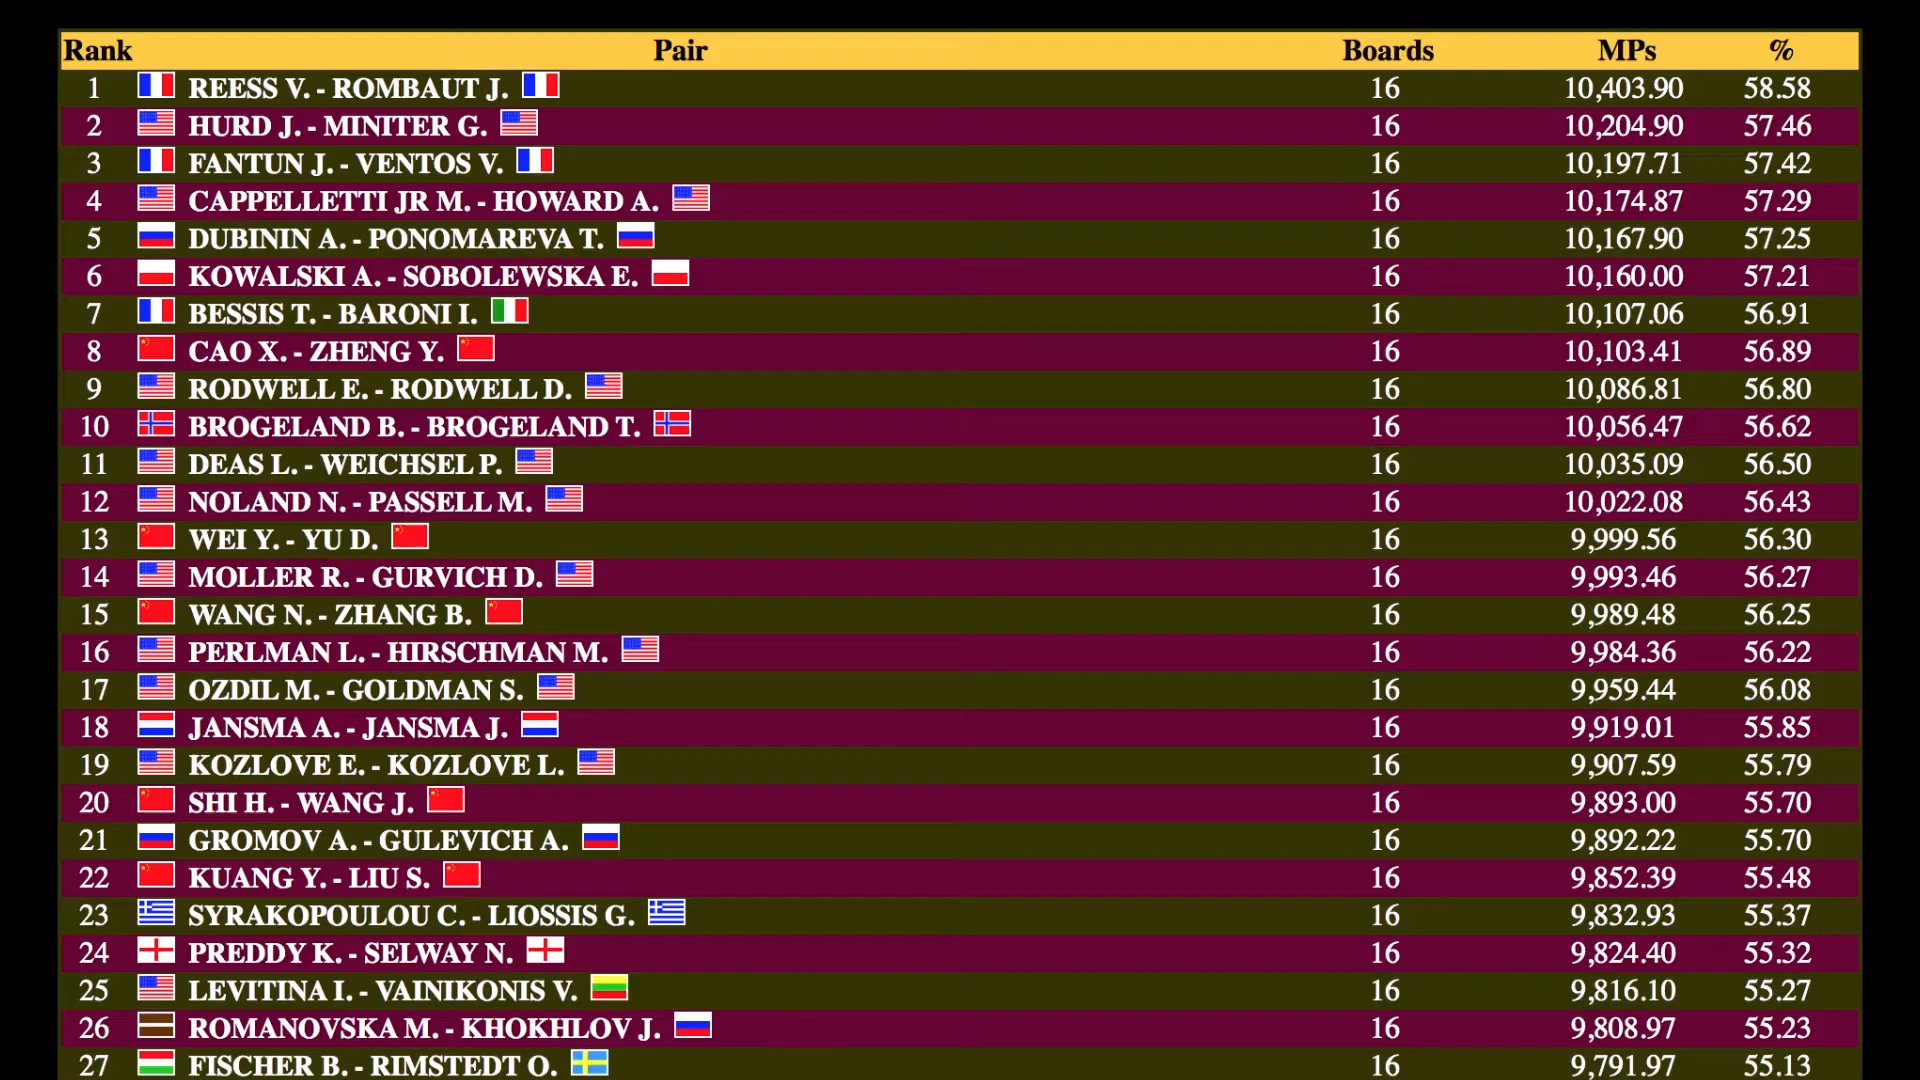 Rank Pair Boards MPs %
1 REESS V. - ROMBAUT J. 16 10,403.90 58.58
2 HURD J. - MINITER G. 16 10,204.90 57.46
3 FANTUN J. - VENTOS V. 16 10,197.71 57.42
4 CAPPELLETTI JR M. - HOWARD A. 16 10,174.87 57.29
5 DUBININ A. - PONOMAREVA T. 16 10,167.90 57.25
6 KOWALSKI A. - SOBOLEWSKA E. 16 10,160.00 57.21
7 BESSIS T. - BARONI I. 16 10,107.06 56.91
8 CAO X. - ZHENG Y. 16 10,103.41 56.89
9 RODWELL E. - RODWELL D. 16 10,086.81 56.80
10 BROGELAND B. - BROGELAND T. 16 10,056.47 56.62
11 DEAS L. - WEICHSEL P. 16 10,035.09 56.50
12 NOLAND N. - PASSELL M. 16 10,022.08 56.43
13 WEI Y. - YU D. 16 9,999.56 56.30
14 MOLLER R. - GURVICH D. 16 9,993.46 56.27
15 WANG N. - ZHANG B. 16 9,989.48 56.25
16 PERLMAN L. - HIRSCHMAN M. 16 9,984.36 56.22
17 OZDIL M. - GOLDMAN S. 16 9,959.44 56.08
18 JANSMA A. - JANSMA J. 16 9,919.01 55.85
19 KOZLOVE E. - KOZLOVE L. 16 9,907.59 55.79
20 SHI H. - WANG J. 16 9,893.00 55.70
21 GROMOV A. - GULEVICH A. 16 9,892.22 55.70
22 KUANG Y. - LIU S. 16 9,852.39 55.48
23 SYRAKOPOULOU C. - LIOSSIS G. 16 9,832.93 55.37
24 PREDDY K. - SELWAY N. 16 9,824.40 55.32
25 LEVITINA I. - VAINIKONIS V. 16 9,816.10 55.27
26 ROMANOVSKA M. - KHOKHLOV J. 16 9,808.97 55.23
27 FISCHER B. - RIMSTEDT O. 16 9,791.97 55.13